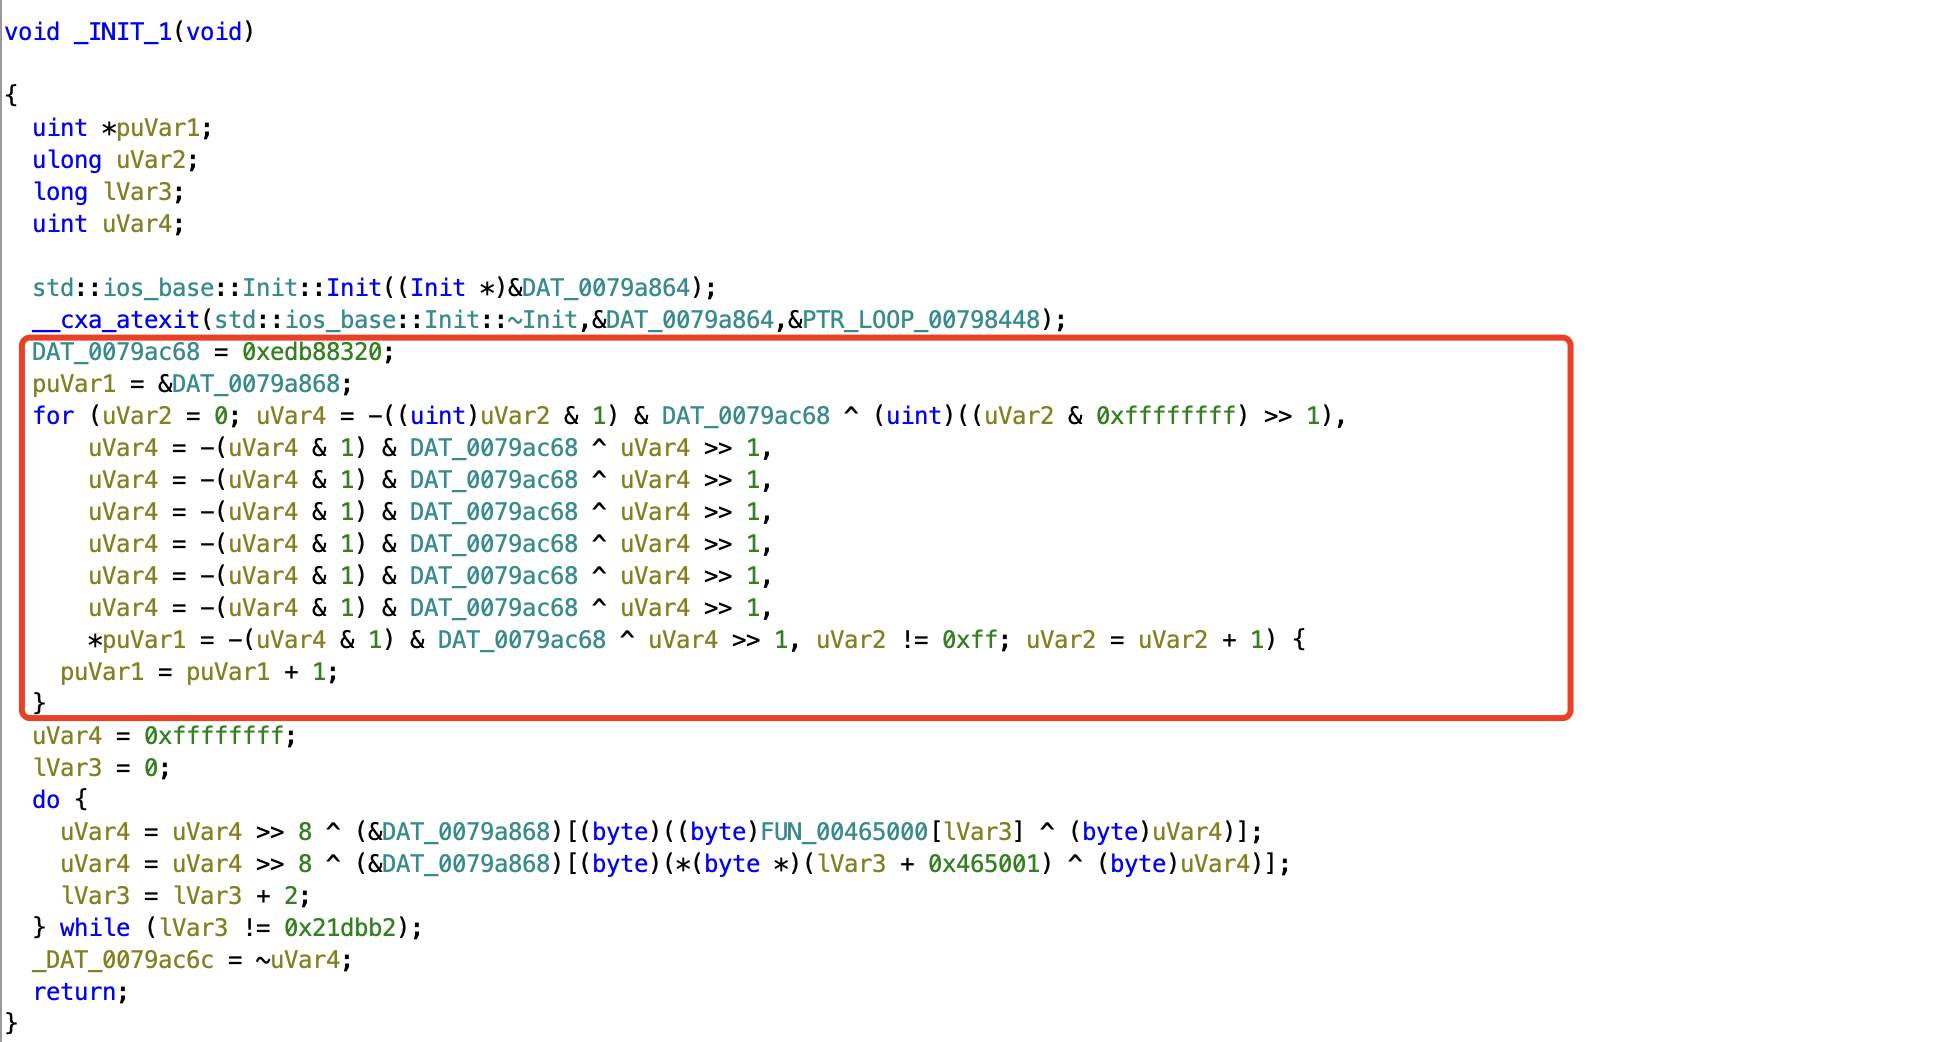 void _INIT_1(void)
{
uint *puVar1;
ulong uVar2;
long lVar3;
uint uVar4;
std::ios_base::Init::Init((Init *)&DAT_0079a864);
__cxa_atexit(std::ios_base::Init::~Init,&DAT_0079a864,&PTR_LOOP_00798448);
DAT_0079ac68 = 0xedb88320;
puVar1 = &DAT_0079a868;
for (uVar2 = 0; uVar4 = -((uint)uVar2 & 1) & DAT_0079ac68 ^ (uint)((uVar2 & 0xffffffff) >> 1),
uVar4 = -(uVar4 & 1) & DAT_0079ac68 ^ uVar4 >> 1,
uVar4 = -(uVar4 & 1) & DAT_0079ac68 ^ uVar4 >> 1,
uVar4 = -(uVar4 & 1) & DAT_0079ac68 ^ uVar4 >> 1,
uVar4 = -(uVar4 & 1) & DAT_0079ac68 ^ uVar4 >> 1,
uVar4 = -(uVar4 & 1) & DAT_0079ac68 ^ uVar4 >> 1,
uVar4 = -(uVar4 & 1) & DAT_0079ac68 ^ uVar4 >> 1,
*puVar1 = -(uVar4 & 1) & DAT_0079ac68 ^ uVar4 >> 1, uVar2 != 0xff; uVar2 = uVar2 + 1) {
puVar1 = puVar1 + 1;
}
uVar4 = 0xffffffff;
lVar3 = 0;
do {
uVar4 = uVar4 >> 8 ^ (&DAT_0079a868)[(byte)((byte)FUN_00465000[lVar3] ^ (byte)uVar4)];
uVar4 = uVar4 >> 8 ^ (&DAT_0079a868)[(byte)(*(byte *)(lVar3 + 0x465001) ^ (byte)uVar4)];
lVar3 = lVar3 + 2;
} while (lVar3 != 0x21dbb2);
_DAT_0079ac6c = ~uVar4;
return;
}